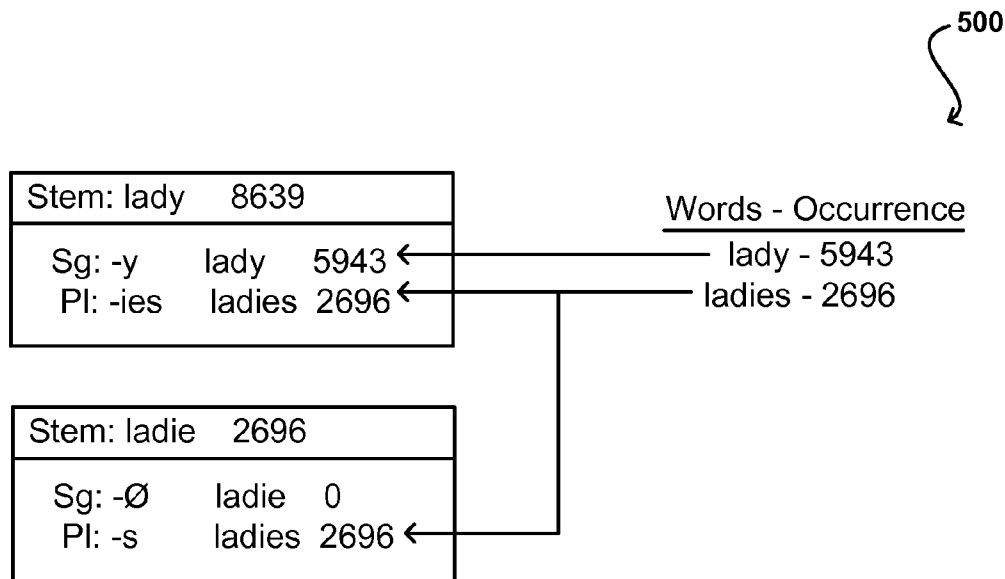 500
Stem: lady 8639
Sg: -y lady 5943
Pl: -ies ladies 2696
Words - Occurrence
lady - 5943
ladies - 2696
Stem: ladie 2696
Sg: -Ø ladie 0
Pl: -s ladies 2696